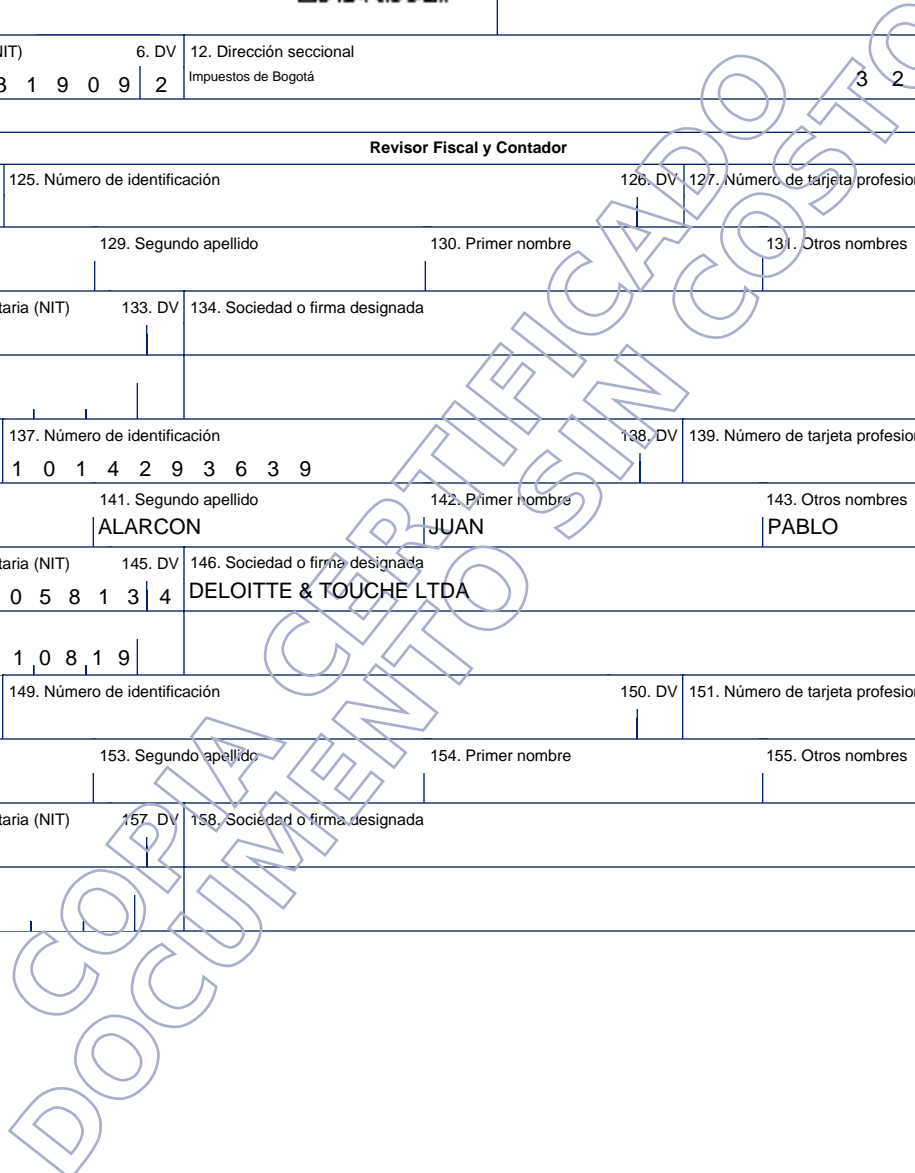 NIT) 6. DV 12. Dirección seccional
3 1 9 0 9 2 Impuestos de Bogotá 3 2
Revisor Fiscal y Contador
125. Número de identificación 126. DV 127. Número de tarjeta profesion
129. Segundo apellido 130. Primer nombre 131. Otros nombres
taria (NIT) 133. DV 134. Sociedad o firma designada
137. Número de identificación 138. DV 139. Número de tarjeta profesion
1 0 1 4 2 9 3 6 3 9
141. Segundo apellido 142. Primer nombre 143. Otros nombres
ALARCON JUAN PABLO
taria (NIT) 145. DV 146. Sociedad o firma designada
0 5 8 1 3 4 DELOITTE & TOUCHE LTDA
1 0 8 1 9
149. Número de identificación 150. DV 151. Número de tarjeta profesion
153. Segundo apellido 154. Primer nombre 155. Otros nombres
taria (NIT) 157. DV 158. Sociedad o firma designada
COPIA CERTIFICADO
DOCUMENTO SIN COSTO